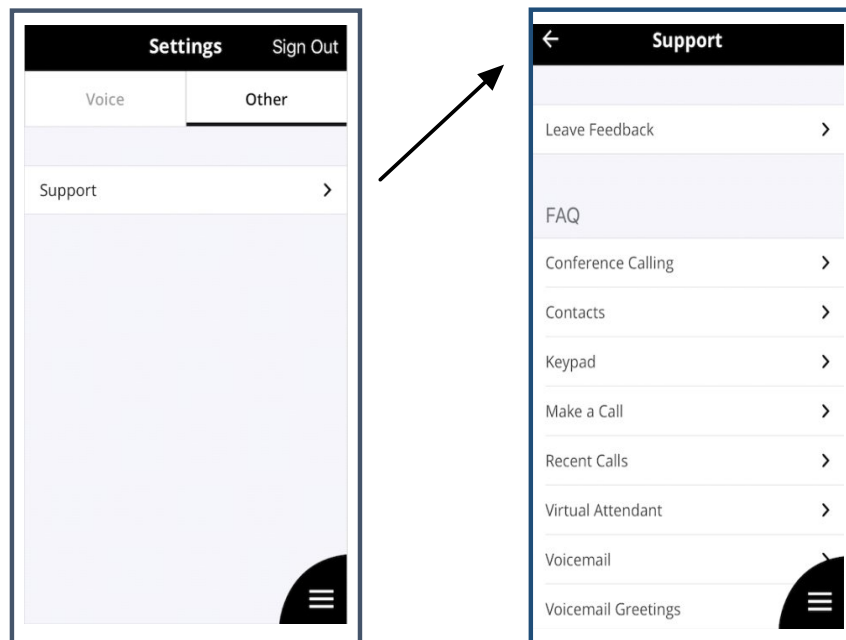 Settings Sign Out
Voice Other
Support
Support
Leave Feedback
FAQ
Conference Calling
Contacts
Keypad
Make a Call
Recent Calls
Virtual Attendant
Voicemail
Voicemail Greetings